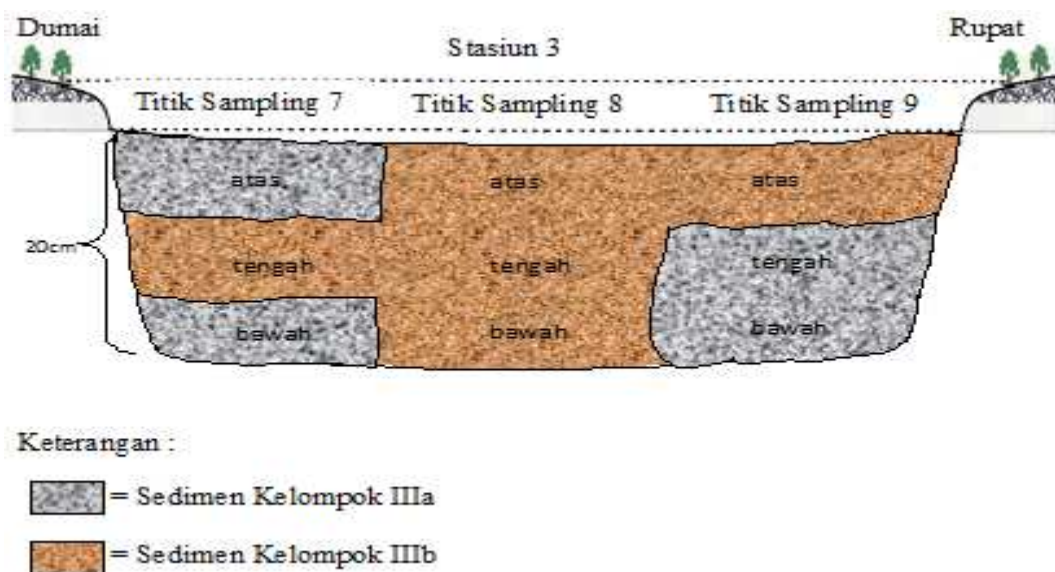 Dumai
Rupat
Stasiun 3
Titik Sampling 7
Titik Sampling 8
Titik Sampling 9
atas
atas
atas
20cm
tengah
tengah
tengah
bawah
bawah
bawah
Keterangan :
= Sedimen Kelompok IIIa
= Sedimen Kelompok IIIb